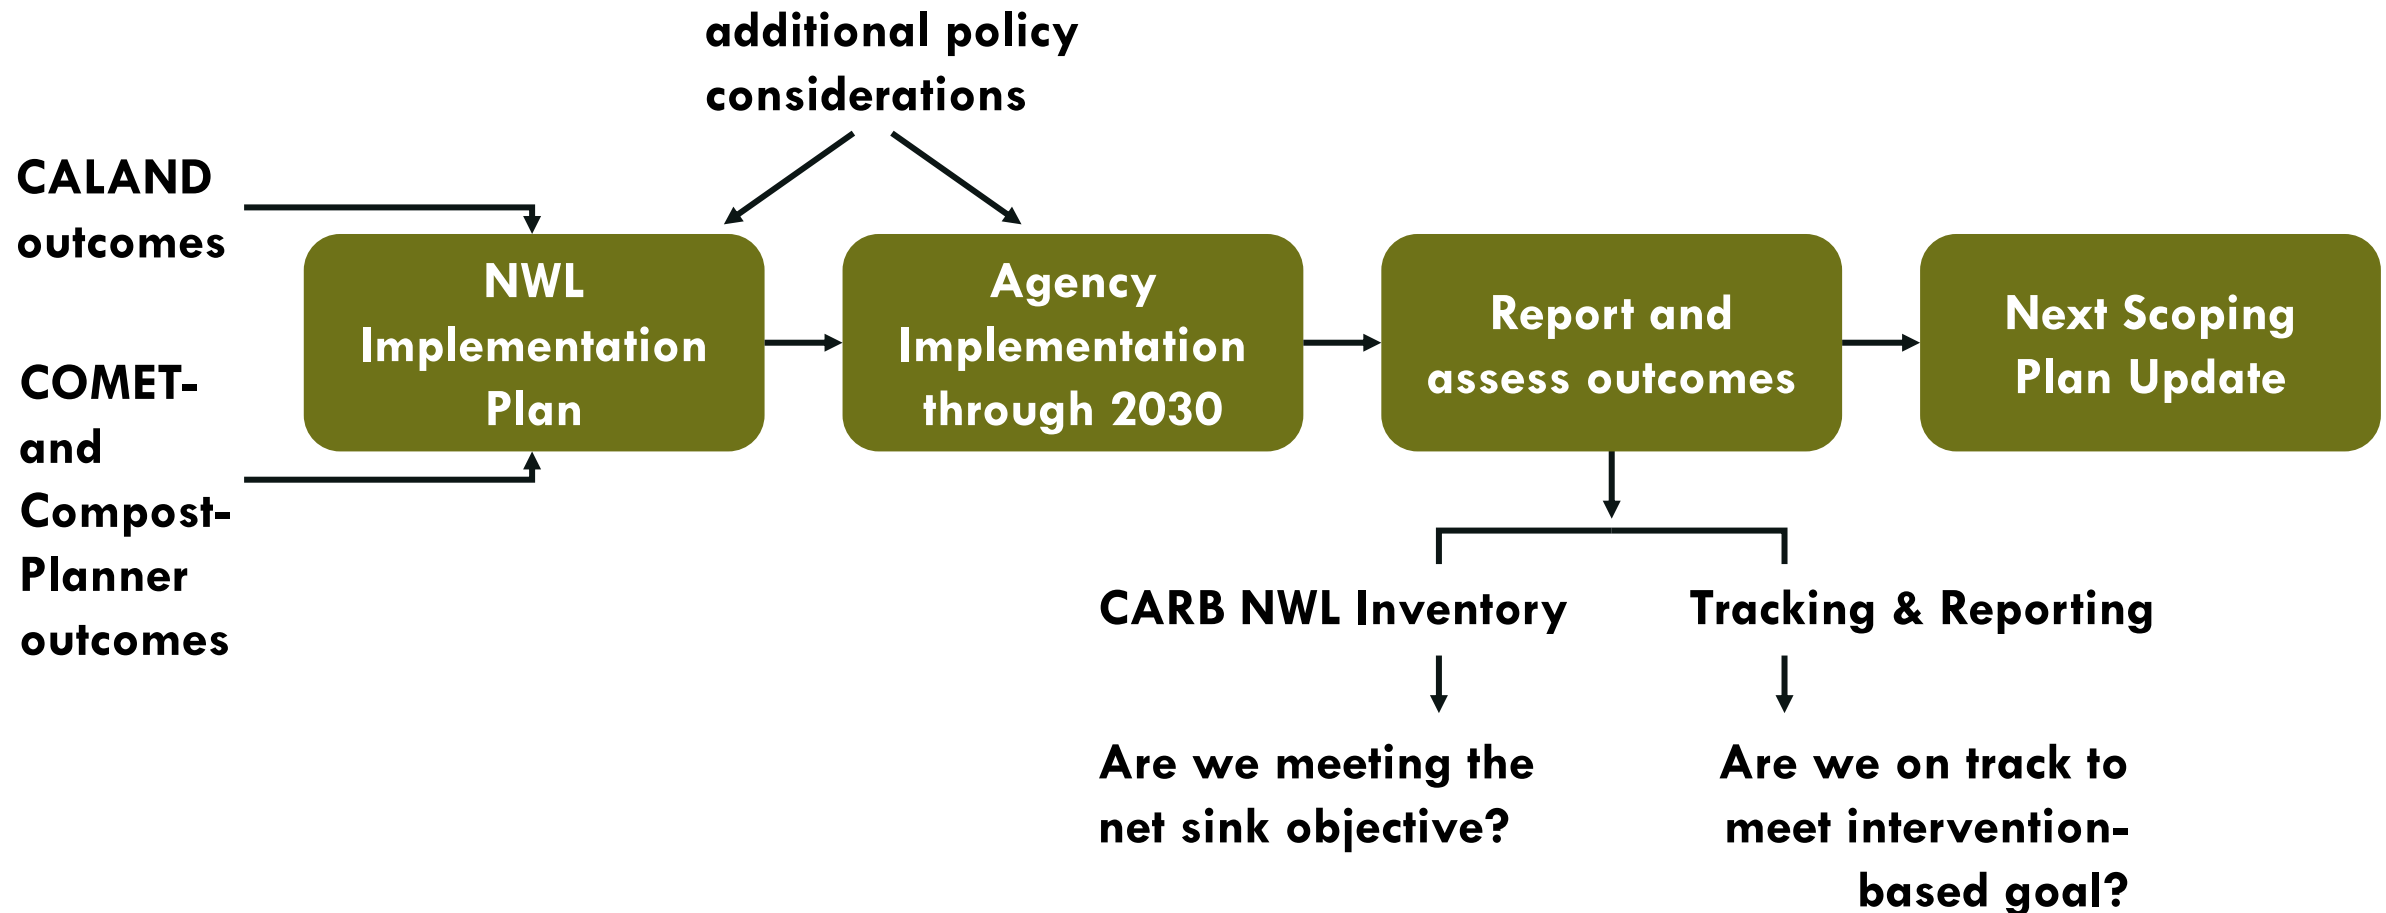 additional policy
considerations
CALAND
outcomes
COMET-
and
Compost-
Planner
outcomes
NWL
Implementation
Plan
Agency
Implementation
through 2030
Report and
assess outcomes
Next Scoping
Plan Update
CARB NWL Inventory
Tracking & Reporting
Are we meeting the
net sink objective?
Are we on track to
meet intervention-
based goal?